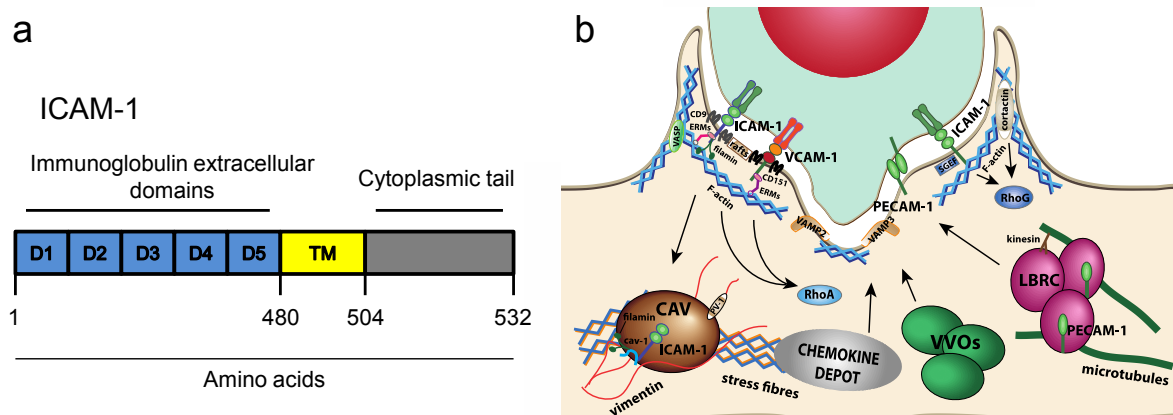 a
ICAM-1
Immunoglobulin extracellular
domains
Cytoplasmic tail
D1 D2 D3 D4 D5 TM
1 480 504 532
Amino acids
b
CD9
ERMs
ICAM-1
VASP
filamin
rafts
VCAM-1
CD151
ERMs
F-actin
ICAM-1
cortactin
SGEF
F-actin
RhoG
PECAM-1
VAMP2
VAMP3
kinesin
LBRC
PECAM-1
microtubules
RhoA
PV-1
CAV
filamin
cav-1
ICAM-1
vimentin
stress fibres
CHEMOKINE
DEPOT
VVOs